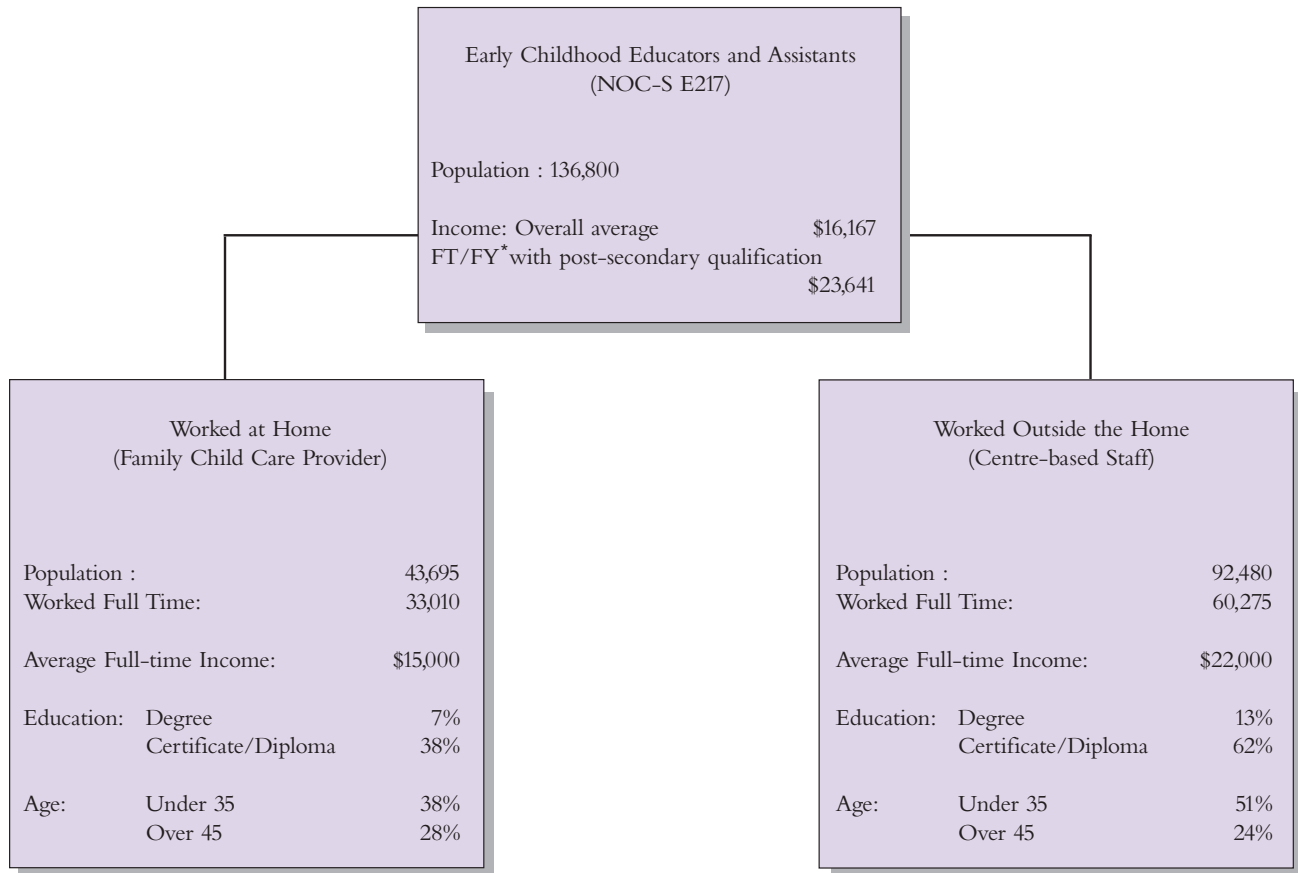 Early Childhood Educators and Assistants
(NOC-S E217)
Population : 136,800
Income: Overall average $16,167
FT/FY* with post-secondary qualification
$23,641
Worked at Home
(Family Child Care Provider)
Population : 43,695
Worked Full Time: 33,010
Average Full-time Income: $15,000
Education: Degree 7%
Certificate/Diploma 38%
Age: Under 35 38%
Over 45 28%
Worked Outside the Home
(Centre-based Staff)
Population : 92,480
Worked Full Time: 60,275
Average Full-time Income: $22,000
Education: Degree 13%
Certificate/Diploma 62%
Age: Under 35 51%
Over 45 24%